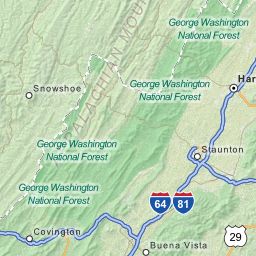 George Washington
National Forest
APPALACHIAN MOU
George Washington
National Forest
Har
Snowshoe
George Washington
National Forest
Staunton
George Washington
National Forest
64
81
29
Covington
Buena Vista